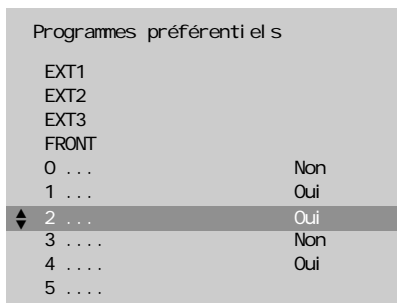 Programmes préférentiels
EXT1
EXT2
EXT3
FRONT
0 ... Non
1 ... Oui
2 ... Oui
3 .... Non
4 .... Oui
5 ....